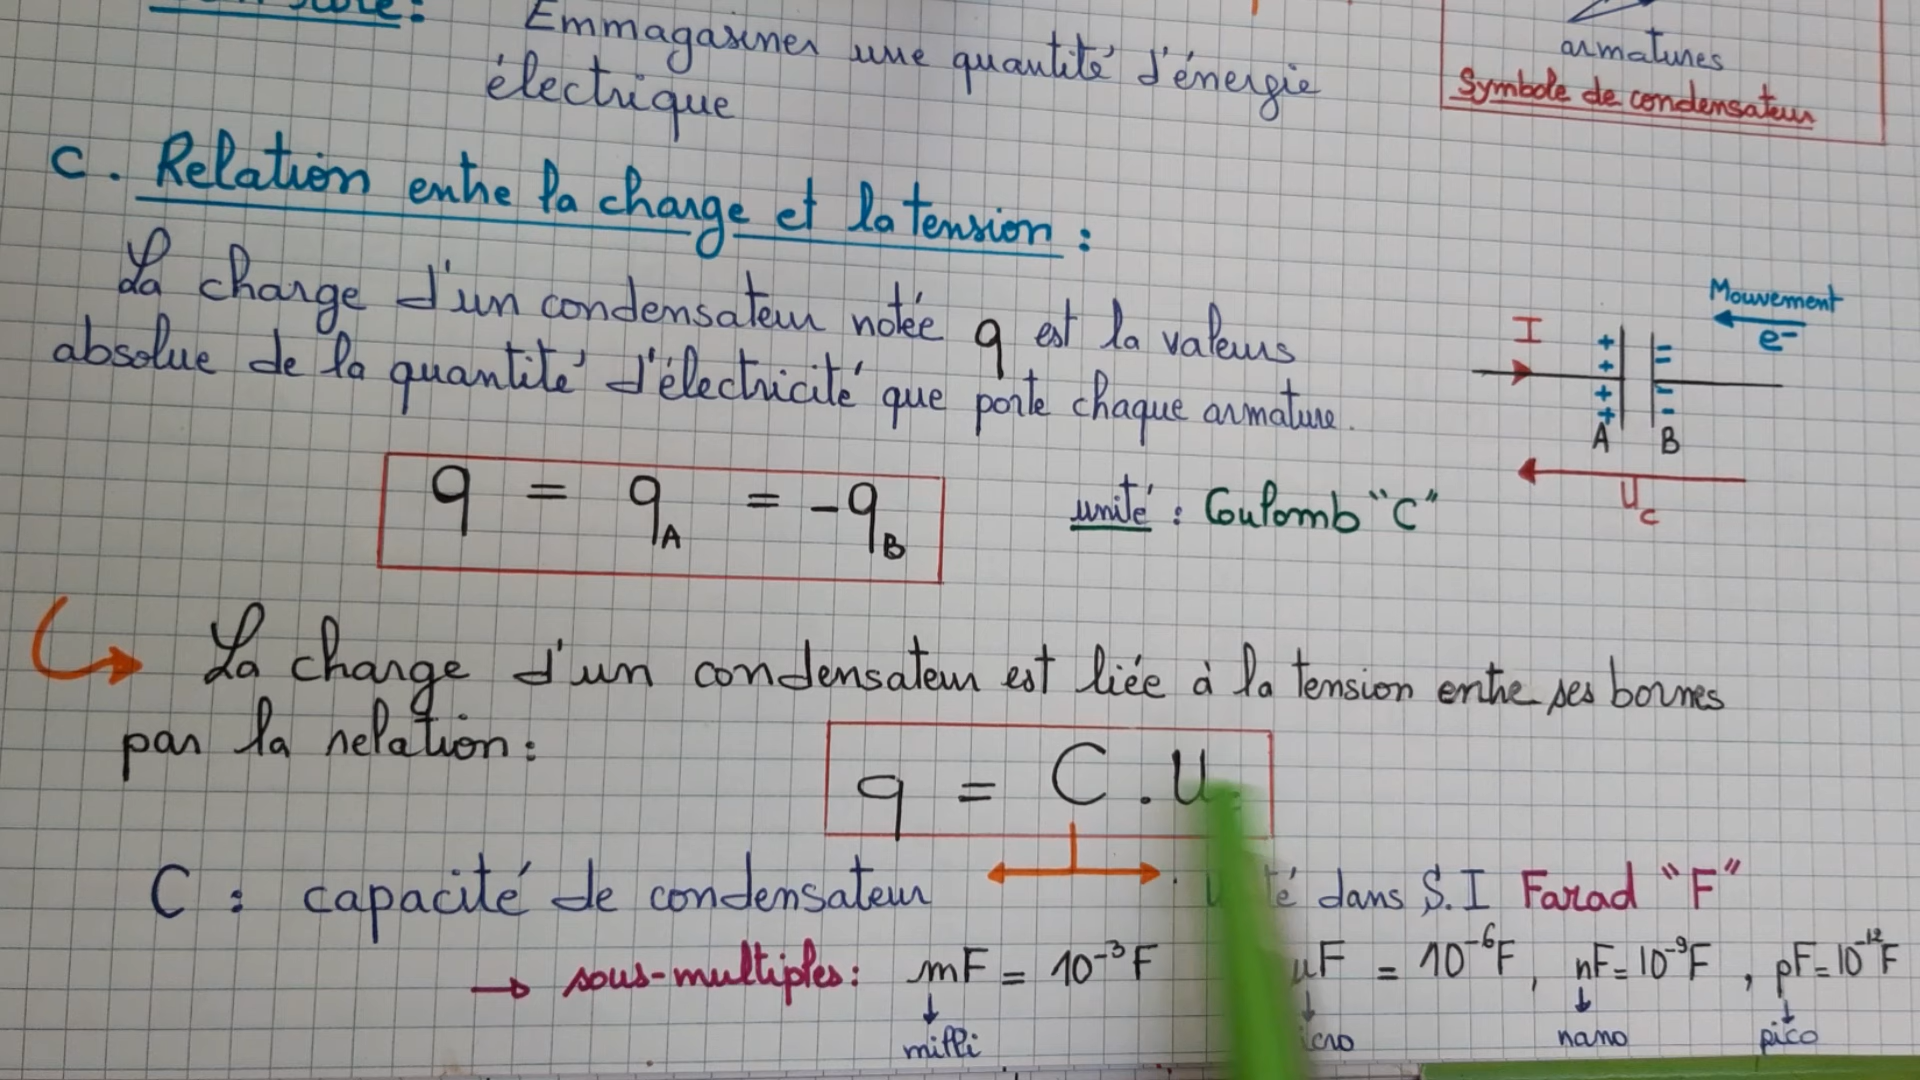 Emmagasiner une quantité d'énergie
électrique
armatures
Symbole de condensateur
c. Relation entre la charge et la tension :
La charge d'un condensateur notée q est la valeurs
absolue de la quantité d'électricité que porte chaque armature.
Mouvement
e-
I
A B
Uc
q = qA = -qB
unité : Coulomb "C"
La charge d'un condensateur est liée à la tension entre ses bornes
par la relation :
q = C . U
C : capacité de condensateur
dans S.I Farad "F"
→ sous-multiples : mF = 10⁻³F μF = 10⁻⁶F , nF = 10⁻⁹F , pF = 10⁻¹²F
milli nano pico